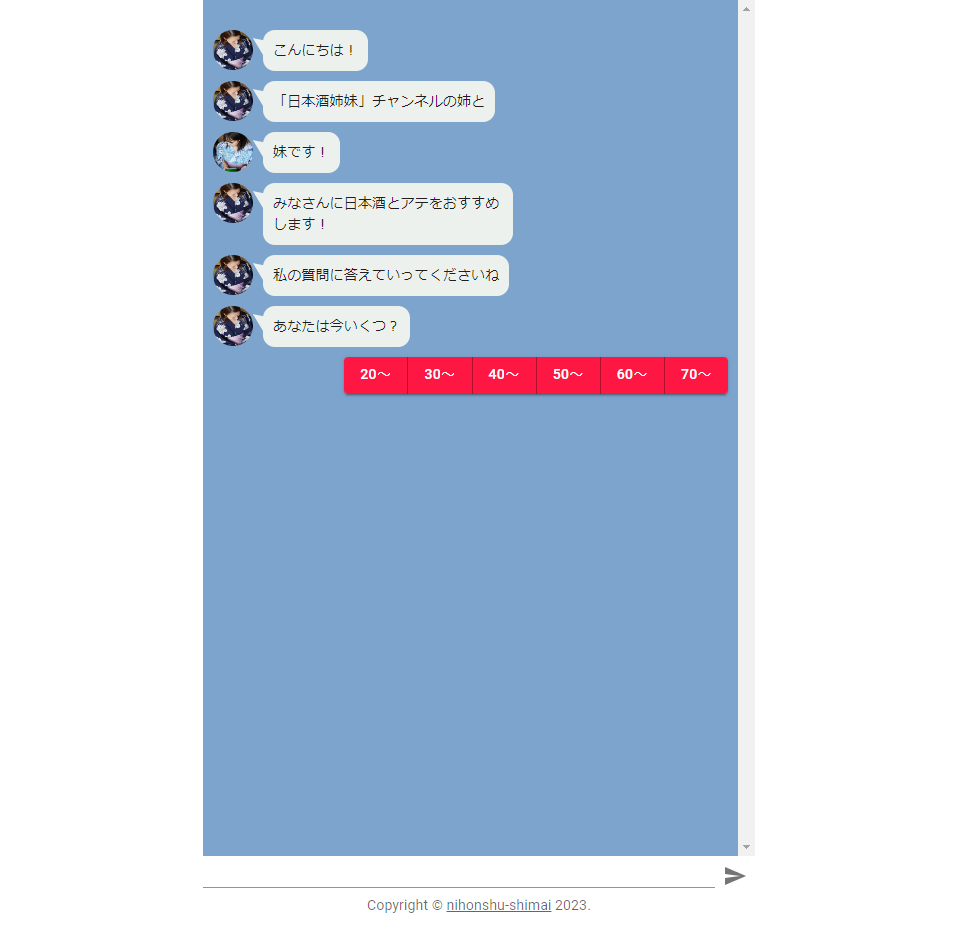 こんにちは！
「日本酒姉妹」チャンネルの姉と
妹です！
みなさんに日本酒とアテをおすすめ
します！
私の質問に答えていってくださいね
あなたは今いくつ？
20～ 30～ 40～ 50～ 60～ 70～
Copyright © nihonshu-shimai 2023.